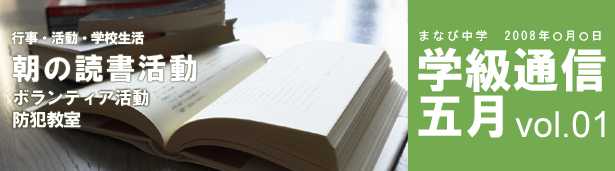 行事・活動・学校生活
朝の読書活動
ボランティア活動
防犯教室
まなび中学　2008年○月○日
学級通信
五月 vol.01